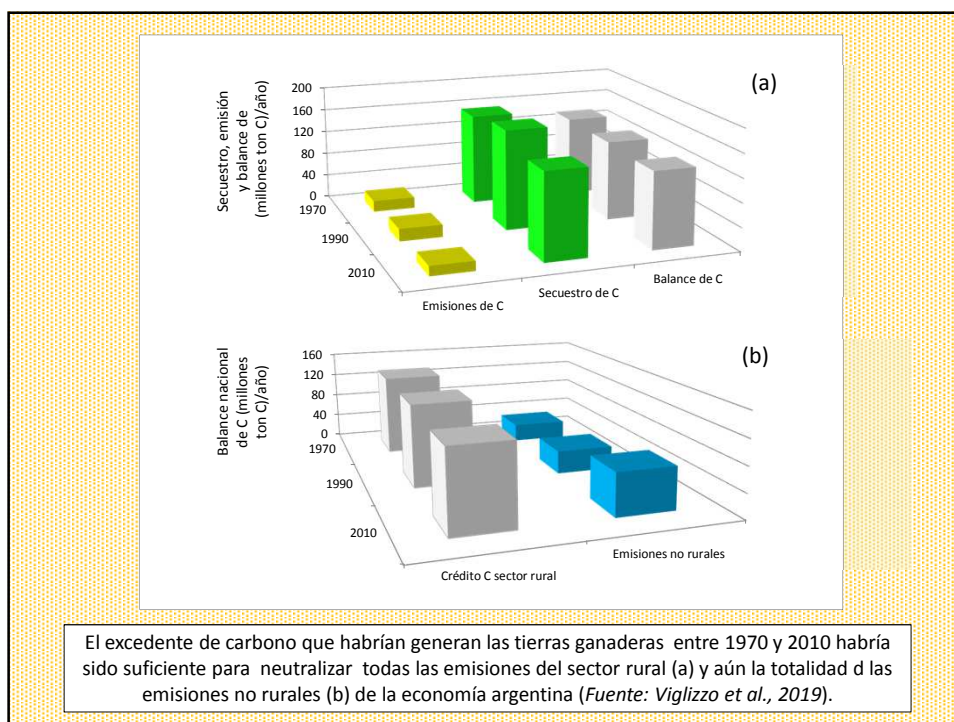 (a)
Secuestro, emisión
y balance de
(millones ton C)/año)
200
160
120
80
40
0
1970
1990
2010
Emisiones de C
Secuestro de C
Balance de C
(b)
Balance nacional
de C (millones
ton C)/año)
160
120
80
40
0
1970
1990
2010
Crédito C sector rural
Emisiones no rurales
El excedente de carbono que habrían generan las tierras ganaderas entre 1970 y 2010 habría
sido suficiente para neutralizar todas las emisiones del sector rural (a) y aún la totalidad d las
emisiones no rurales (b) de la economía argentina (Fuente: Viglizzo et al., 2019).